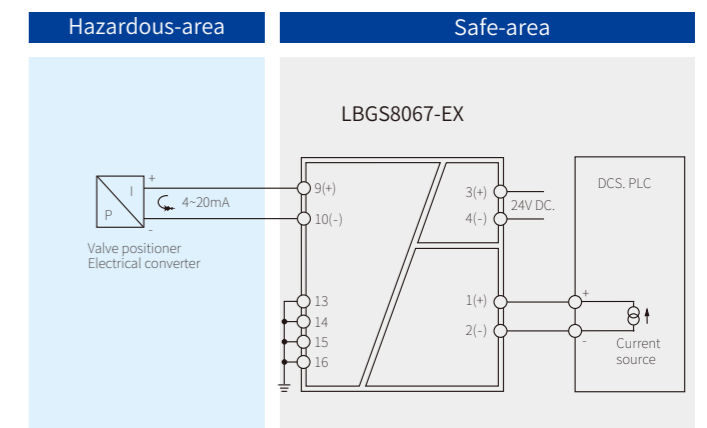 Hazardous-area
Safe-area
LBGS8067-EX
I
P
+
-
4~20mA
Valve positioner
Electrical converter
9(+)
10(-)
13
14
15
16
3(+)
4(-)
24V DC.
1(+)
2(-)
DCS. PLC
+
-
Current
source